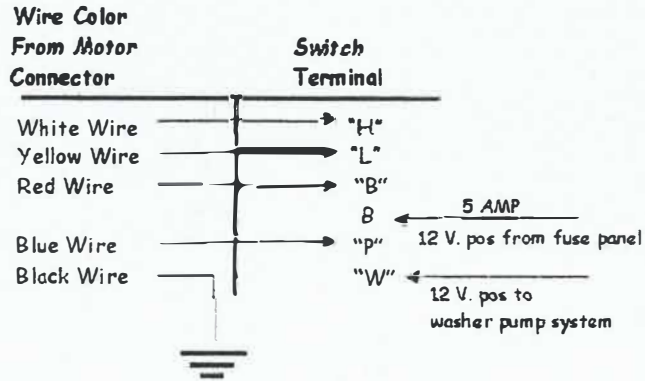 Wire Color
From Motor
Connector
Switch
Terminal
White Wire "H"
Yellow Wire "L"
Red Wire "B"
B 5 AMP
12 V. pos from fuse panel
Blue Wire "P"
Black Wire "W"
12 V. pos to
washer pump system